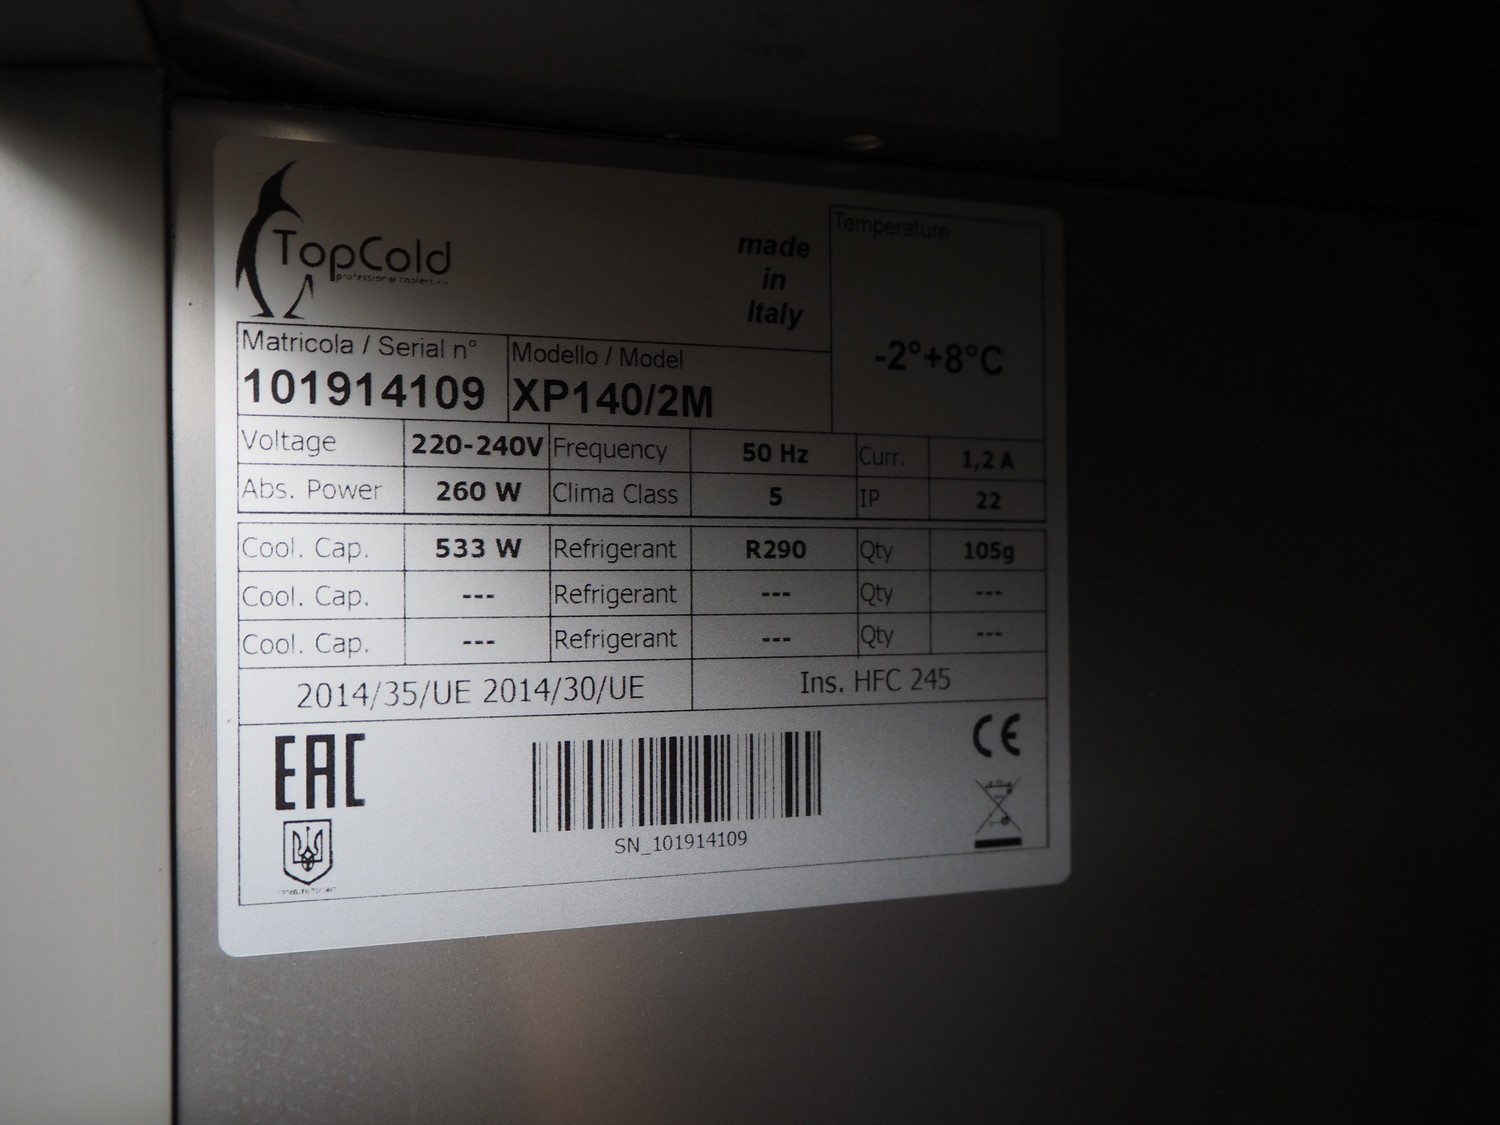 TopCold
professional coolers
made
in
Italy
Temperature
-2°+8°C
Matricola / Serial n° Modello / Model
101914109 XP140/2M
Voltage 220-240V Frequency 50 Hz Curr. 1,2 A
Abs. Power 260 W Clima Class 5 IP 22
Cool. Cap. 533 W Refrigerant R290 Qty 105g
Cool. Cap. --- Refrigerant --- Qty ---
Cool. Cap. --- Refrigerant --- Qty ---
2014/35/UE 2014/30/UE Ins. HFC 245
EAC CE
SN_101914109